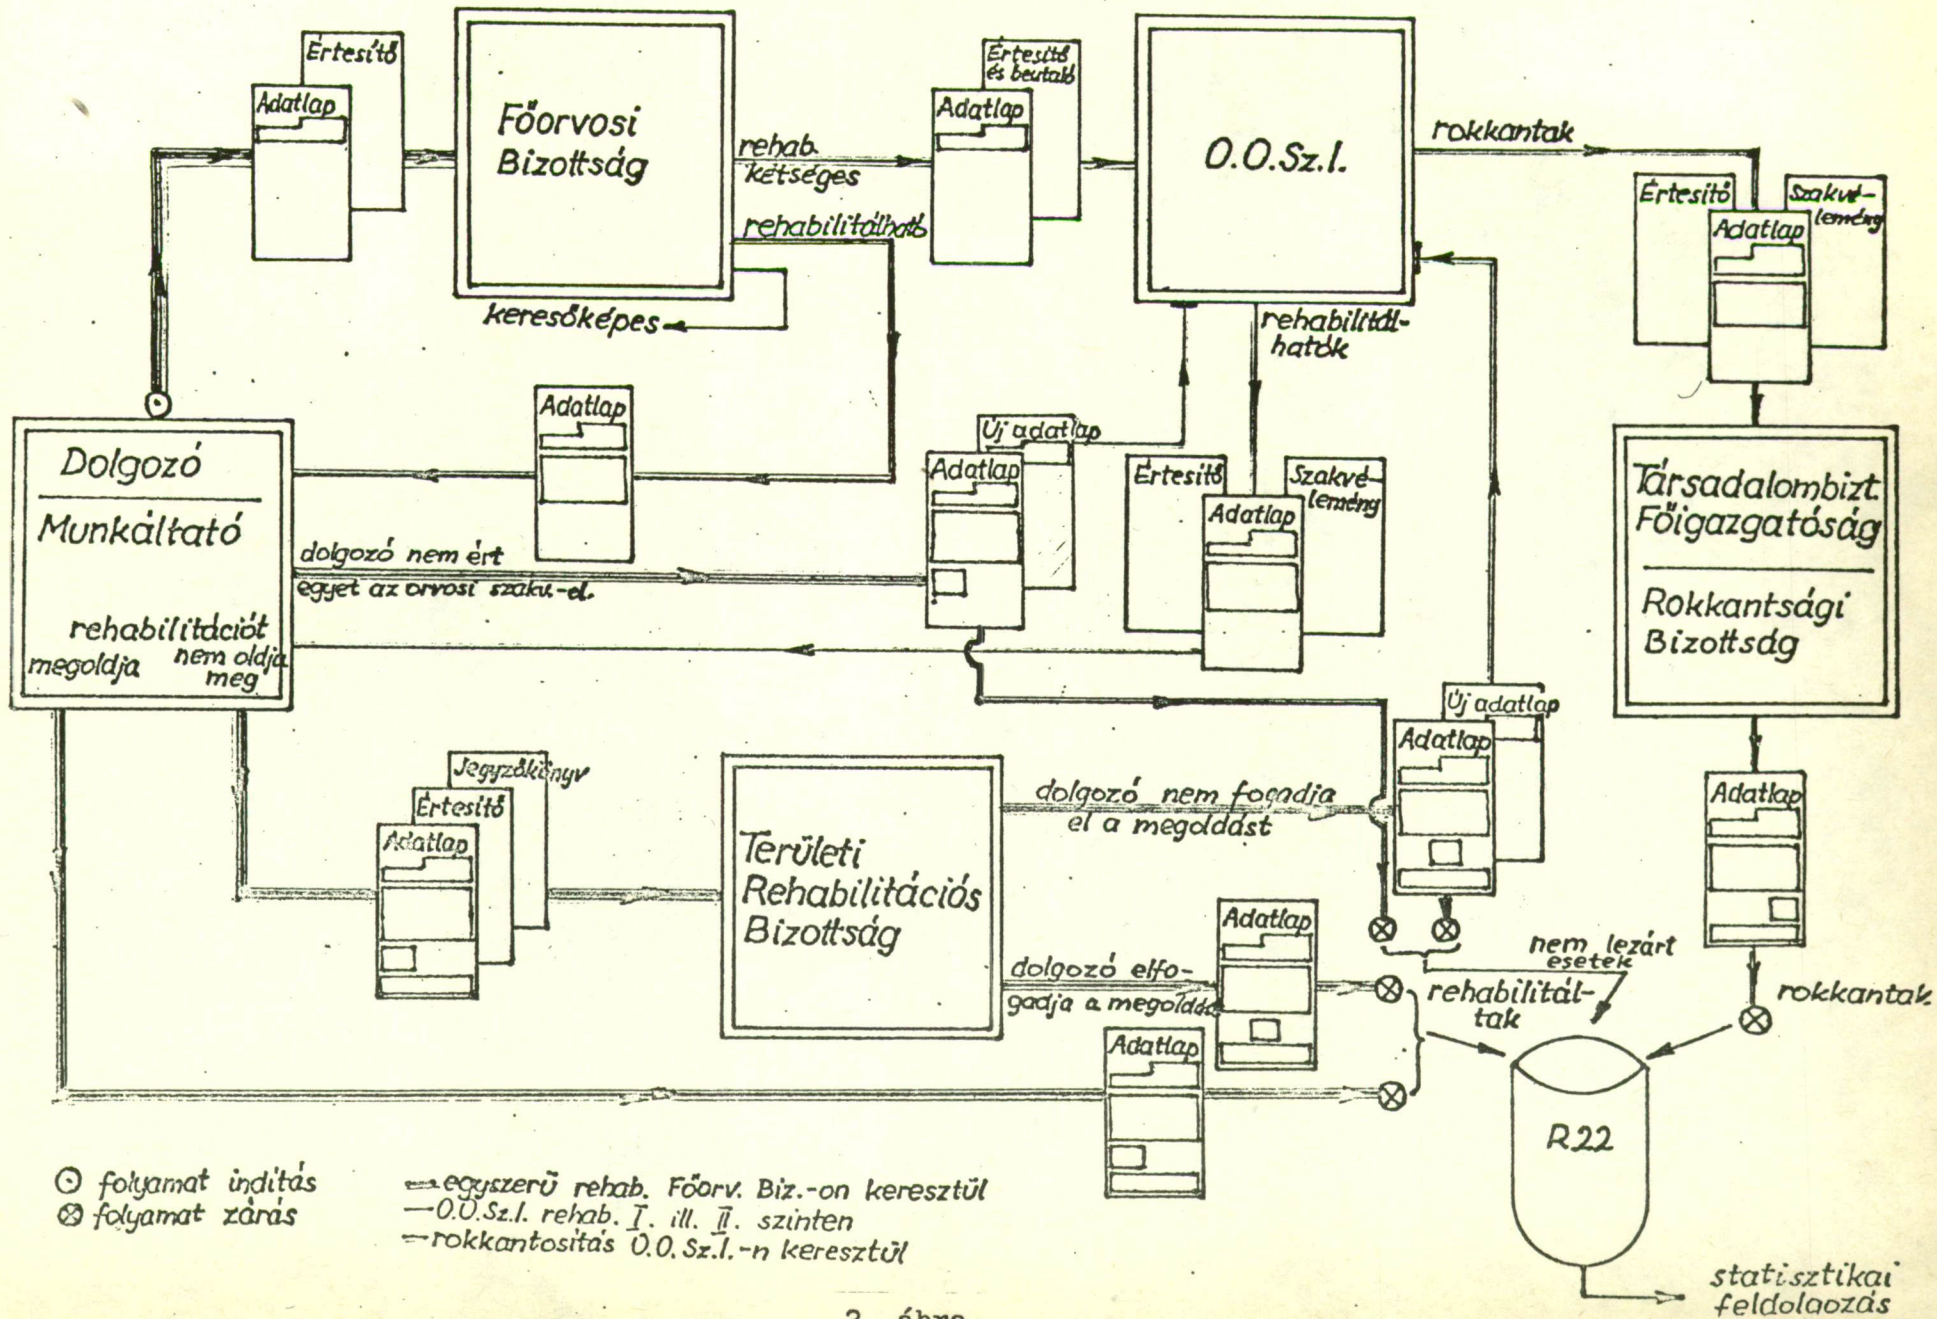 Értesítő
Adatlap
Főorvosi
Bizottság
rehab.
kétséges
rehabilitálható
keresőképes
Értesítő
és beutaló
Adatlap
O.O.Sz.I.
rokkantak
Értesítő
Szakvé-
lemény
Adatlap
rehabilitál-
hatók
Dolgozó
Munkáltató
rehabilitációt
megoldja
nem oldja
meg
Adatlap
dolgozó nem ért
egyet az orvosi szakv.-el.
Új adatlap
Adatlap
Értesítő
Szakvé-
lemény
Adatlap
Társadalombizt.
Főigazgatóság
Rokkantsági
Bizottság
Jegyzőkönyv
Értesítő
Adatlap
Területi
Rehabilitációs
Bizottság
dolgozó nem fogadja
el a megoldást
Új adatlap
Adatlap
Adatlap
dolgozó elfo-
gadja a megoldást
Adatlap
Adatlap
nem lezárt
esetek
rehabilitál-
tak
rokkantak
R22
folyamat indítás
folyamat zárás
egyszerű rehab. Főorv. Biz.-on keresztül
O.O.Sz.I. rehab. I. ill. II. szinten
rokkantosítás O.O.Sz.I.-n keresztül
statisztikai
feldolgozás